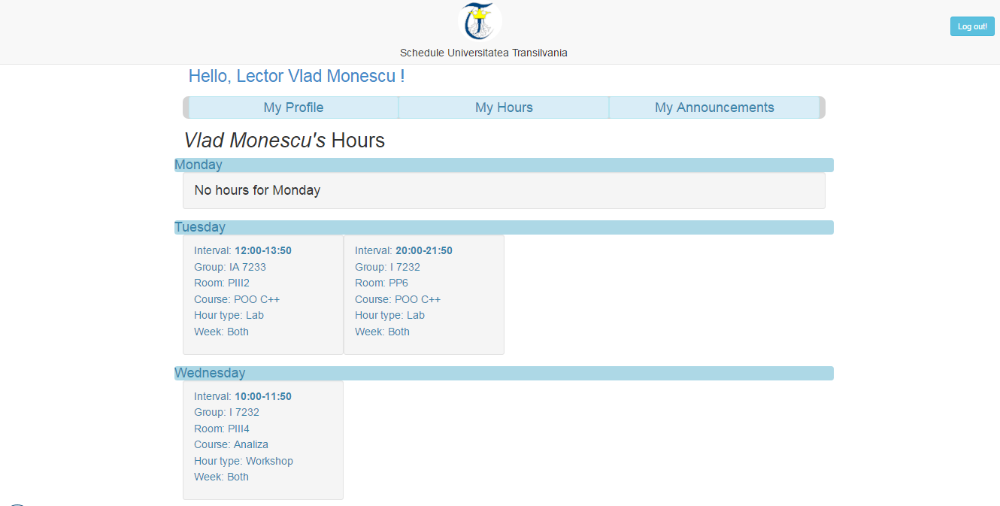 Log out!
Schedule Universitatea Transilvania
Hello, Lector Vlad Monescu !
My Profile
My Hours
My Announcements
Vlad Monescu's Hours
Monday
No hours for Monday
Tuesday
Interval: 12:00-13:50
Group: IA 7233
Room: PIII2
Course: POO C++
Hour type: Lab
Week: Both
Interval: 20:00-21:50
Group: I 7232
Room: PP6
Course: POO C++
Hour type: Lab
Week: Both
Wednesday
Interval: 10:00-11:50
Group: I 7232
Room: PIII4
Course: Analiza
Hour type: Workshop
Week: Both